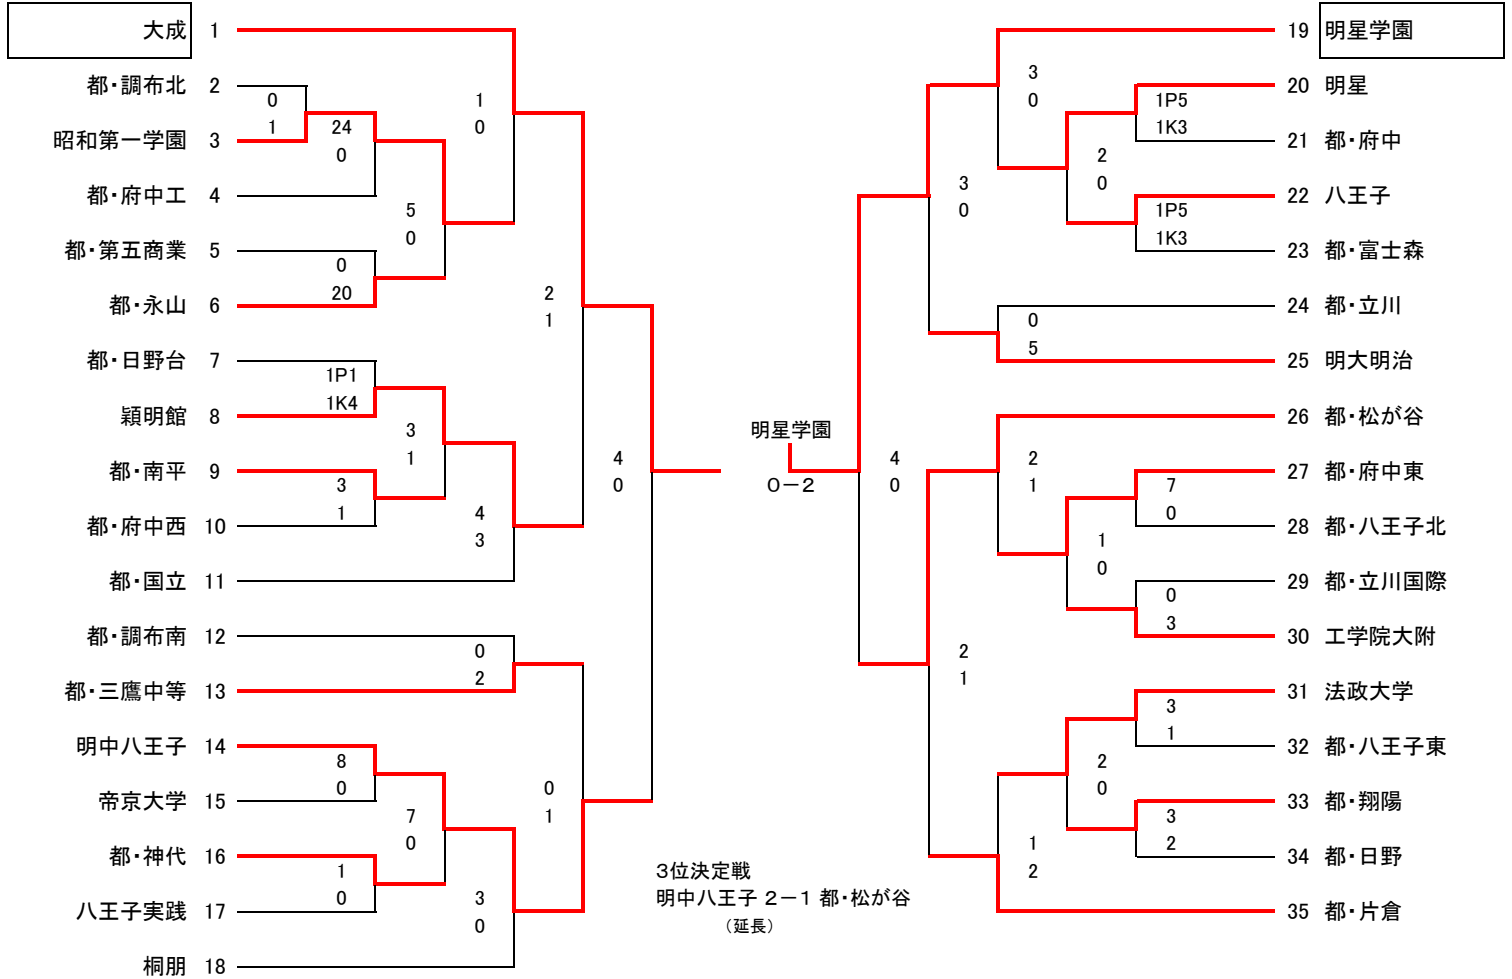 大成 1
都・調布北 2
0
1
昭和第一学園 3
24
0
都・府中工 4
5
0
都・第五商業 5
0
20
都・永山 6
1
0
都・日野台 7
1P1
1K4
穎明館 8
3
1
都・南平 9
3
1
都・府中西 10
4
3
都・国立 11
2
1
都・調布南 12
0
2
都・三鷹中等 13
明中八王子 14
8
0
帝京大学 15
7
0
都・神代 16
1
0
八王子実践 17
3
0
桐朋 18
0
1
4
0
明星学園
0－2
3位決定戦
明中八王子 2－1 都・松が谷
（延長）
19 明星学園
3
0
20 明星
1P5
1K3
21 都・府中
2
0
22 八王子
1P5
1K3
23 都・富士森
3
0
24 都・立川
0
5
25 明大明治
4
0
26 都・松が谷
2
1
27 都・府中東
7
0
28 都・八王子北
1
0
29 都・立川国際
0
3
30 工学院大附
2
1
31 法政大学
3
1
32 都・八王子東
2
0
33 都・翔陽
3
2
34 都・日野
1
2
35 都・片倉